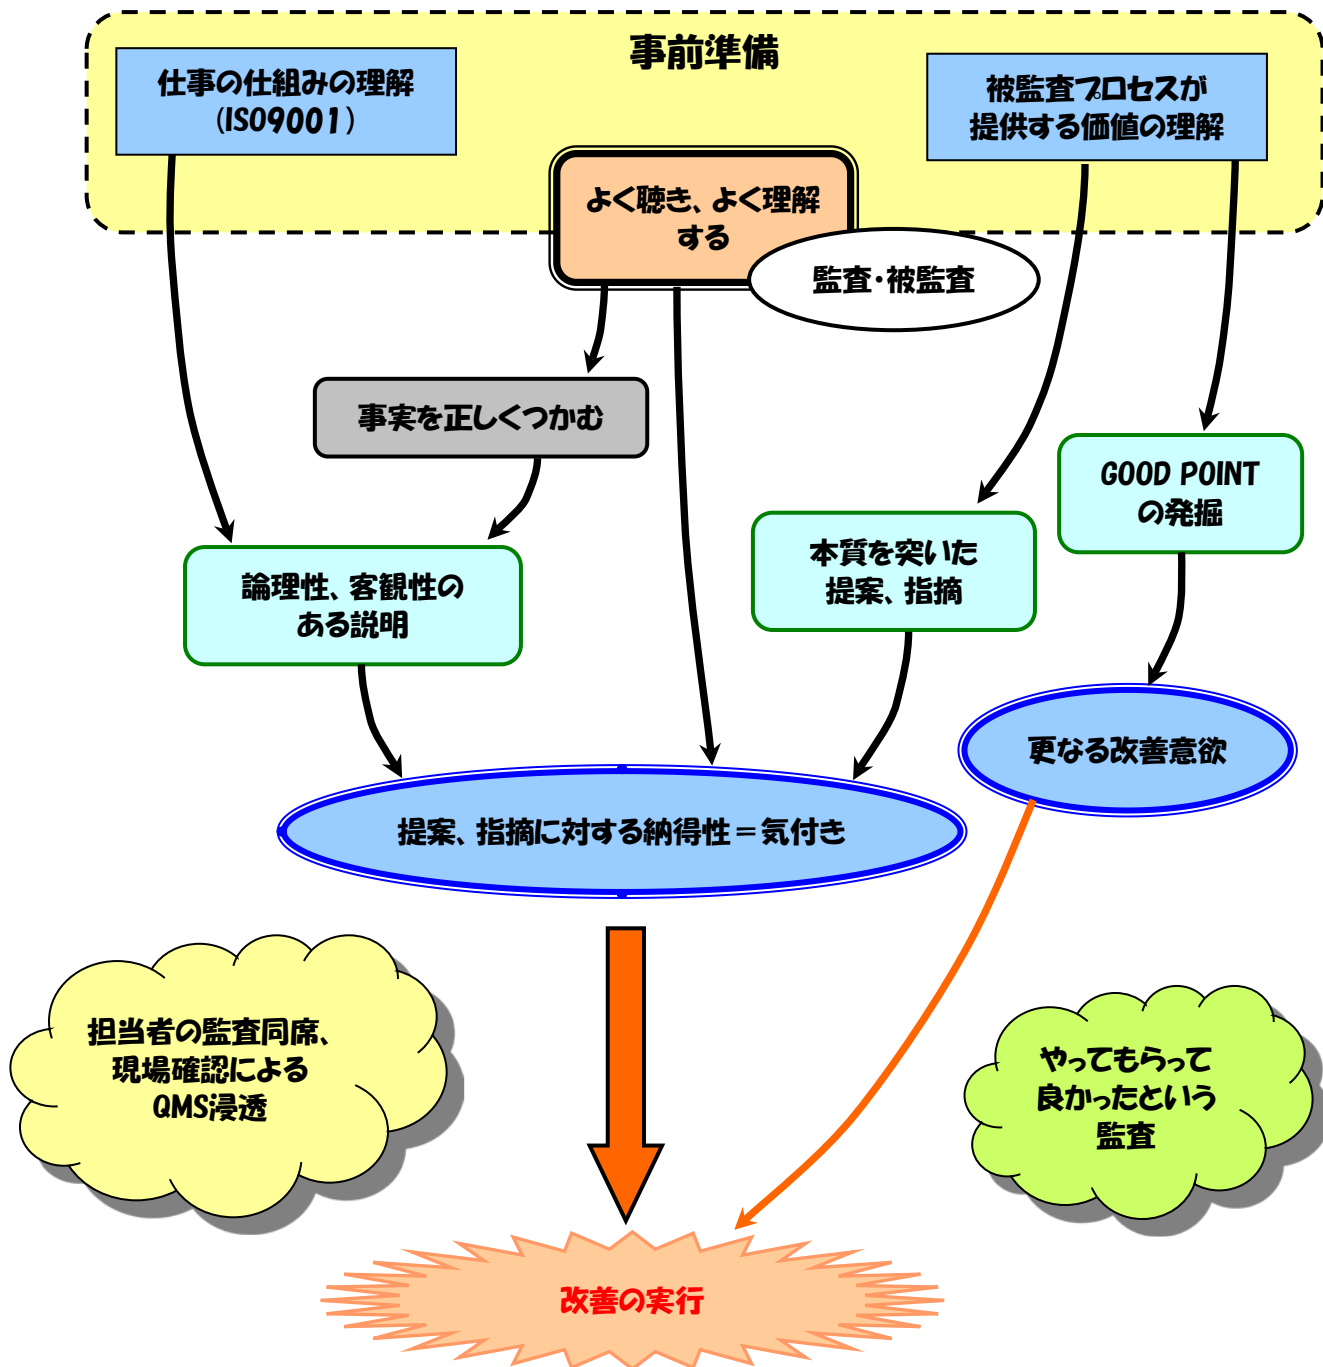 事前準備
仕事の仕組みの理解
(ISO9001)
被監査プロセスが
提供する価値の理解
よく聴き、よく理解
する
監査・被監査
事実を正しくつかむ
GOOD POINT
の発掘
本質を突いた
提案、指摘
論理性、客観性の
ある説明
更なる改善意欲
提案、指摘に対する納得性＝気付き
担当者の監査同席、
現場確認による
QMS浸透
やってもらって
良かったという
監査
改善の実行